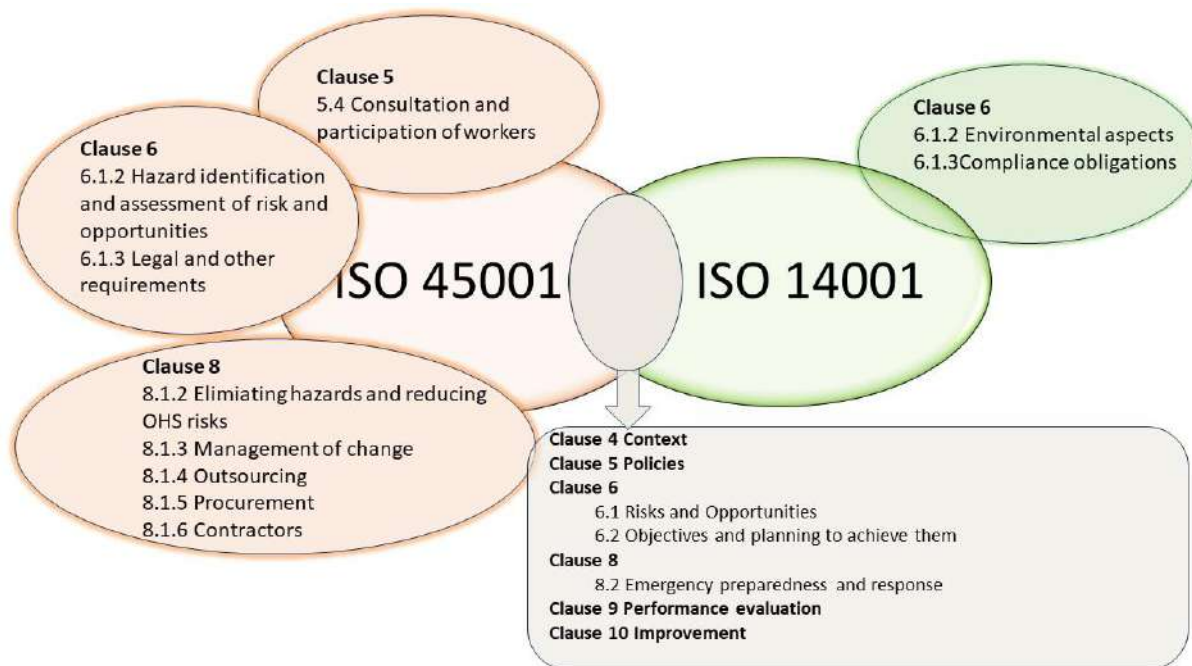 Clause 5
5.4 Consultation and
participation of workers
Clause 6
6.1.2 Hazard identification
and assessment of risk and
opportunities
6.1.3 Legal and other
requirements
Clause 6
6.1.2 Environmental aspects
6.1.3Compliance obligations
ISO 45001
ISO 14001
Clause 8
8.1.2 Elimiating hazards and reducing
OHS risks
8.1.3 Management of change
8.1.4 Outsourcing
8.1.5 Procurement
8.1.6 Contractors
Clause 4 Context
Clause 5 Policies
Clause 6
6.1 Risks and Opportunities
6.2 Objectives and planning to achieve them
Clause 8
8.2 Emergency preparedness and response
Clause 9 Performance evaluation
Clause 10 Improvement